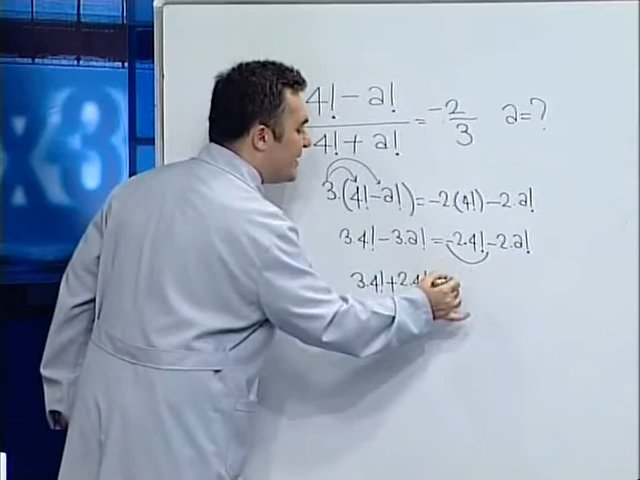 x8
4! - a! / 4! + a! = -2/3   a=?
3.(4! - a!) = -2(4!) - 2.a!
3.4! - 3.a! = -2.4! - 2.a!
3.4! + 2.4!